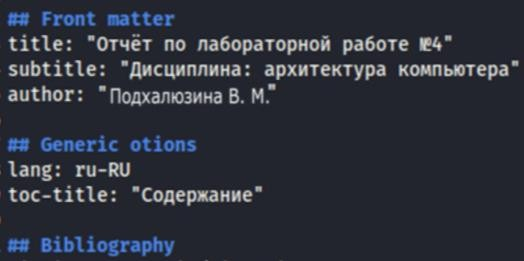 ## Front matter
title: "Отчёт по лабораторной работе №4"
subtitle: "Дисциплина: архитектура компьютера"
author: "Подхалюзина В. М."
## Generic otions
lang: ru-RU
toc-title: "Содержание"
## Bibliography